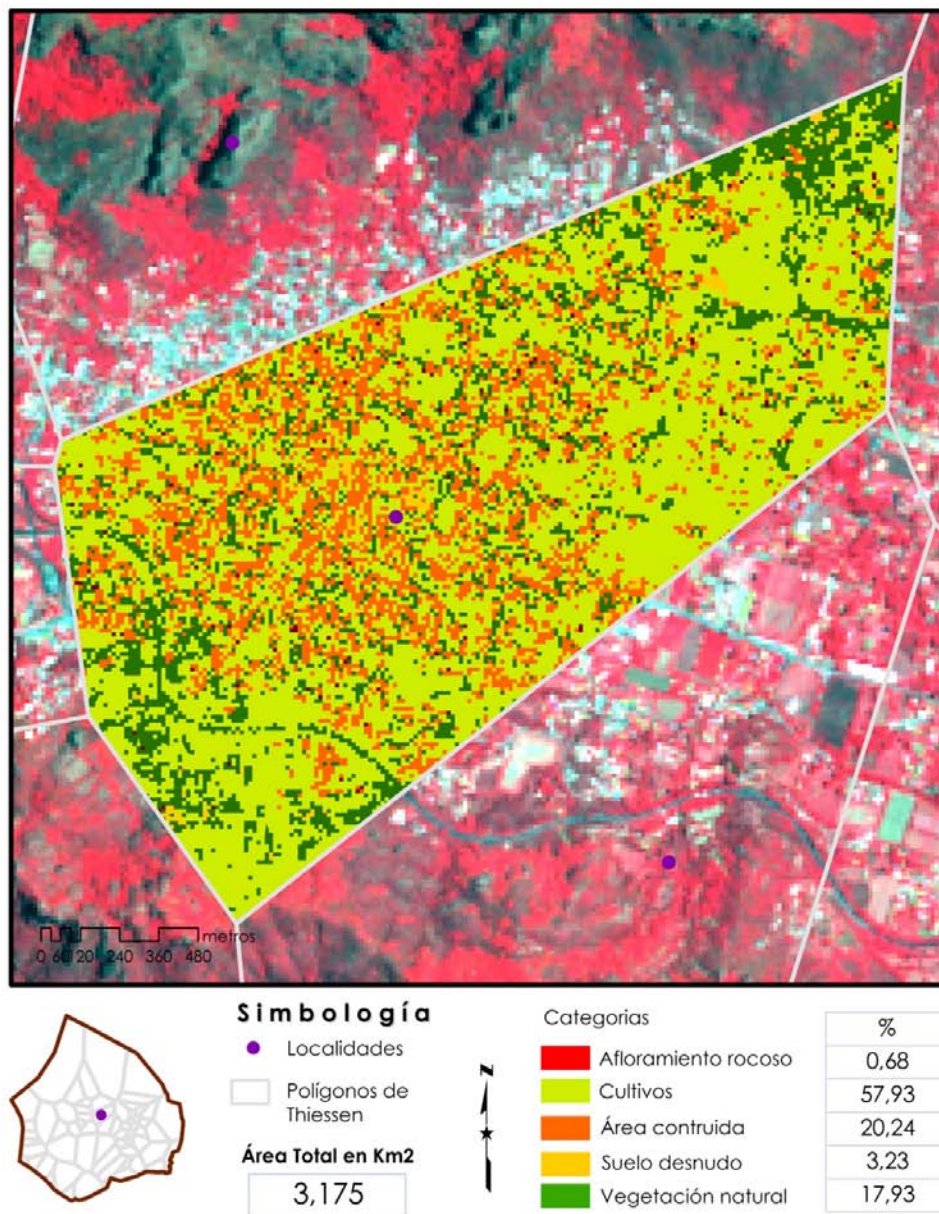 metros
0 60 120 240 360 480
Simbología
Localidades
Polígonos de
Thiessen
Área Total en Km2
3,175
N
Categorias
%
Afloramiento rocoso
0,68
Cultivos
57,93
Área contruida
20,24
Suelo desnudo
3,23
Vegetación natural
17,93